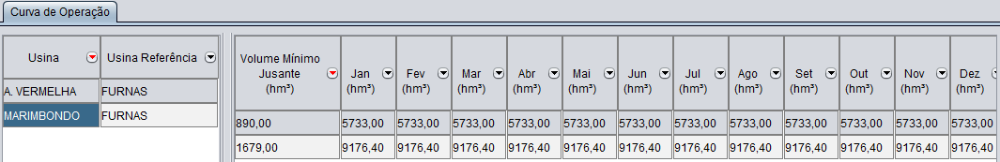 Curva de Operação
Usina Usina Referência Volume Mínimo Jusante (hm³) Jan (hm³) Fev (hm³) Mar (hm³) Abr (hm³) Mai (hm³) Jun (hm³) Jul (hm³) Ago (hm³) Set (hm³) Out (hm³) Nov (hm³) Dez (hm³)
A. VERMELHA FURNAS 890,00 5733,00 5733,00 5733,00 5733,00 5733,00 5733,00 5733,00 5733,00 5733,00 5733,00 5733,00 5733,00
MARIMBONDO FURNAS 1679,00 9176,40 9176,40 9176,40 9176,40 9176,40 9176,40 9176,40 9176,40 9176,40 9176,40 9176,40 9176,40